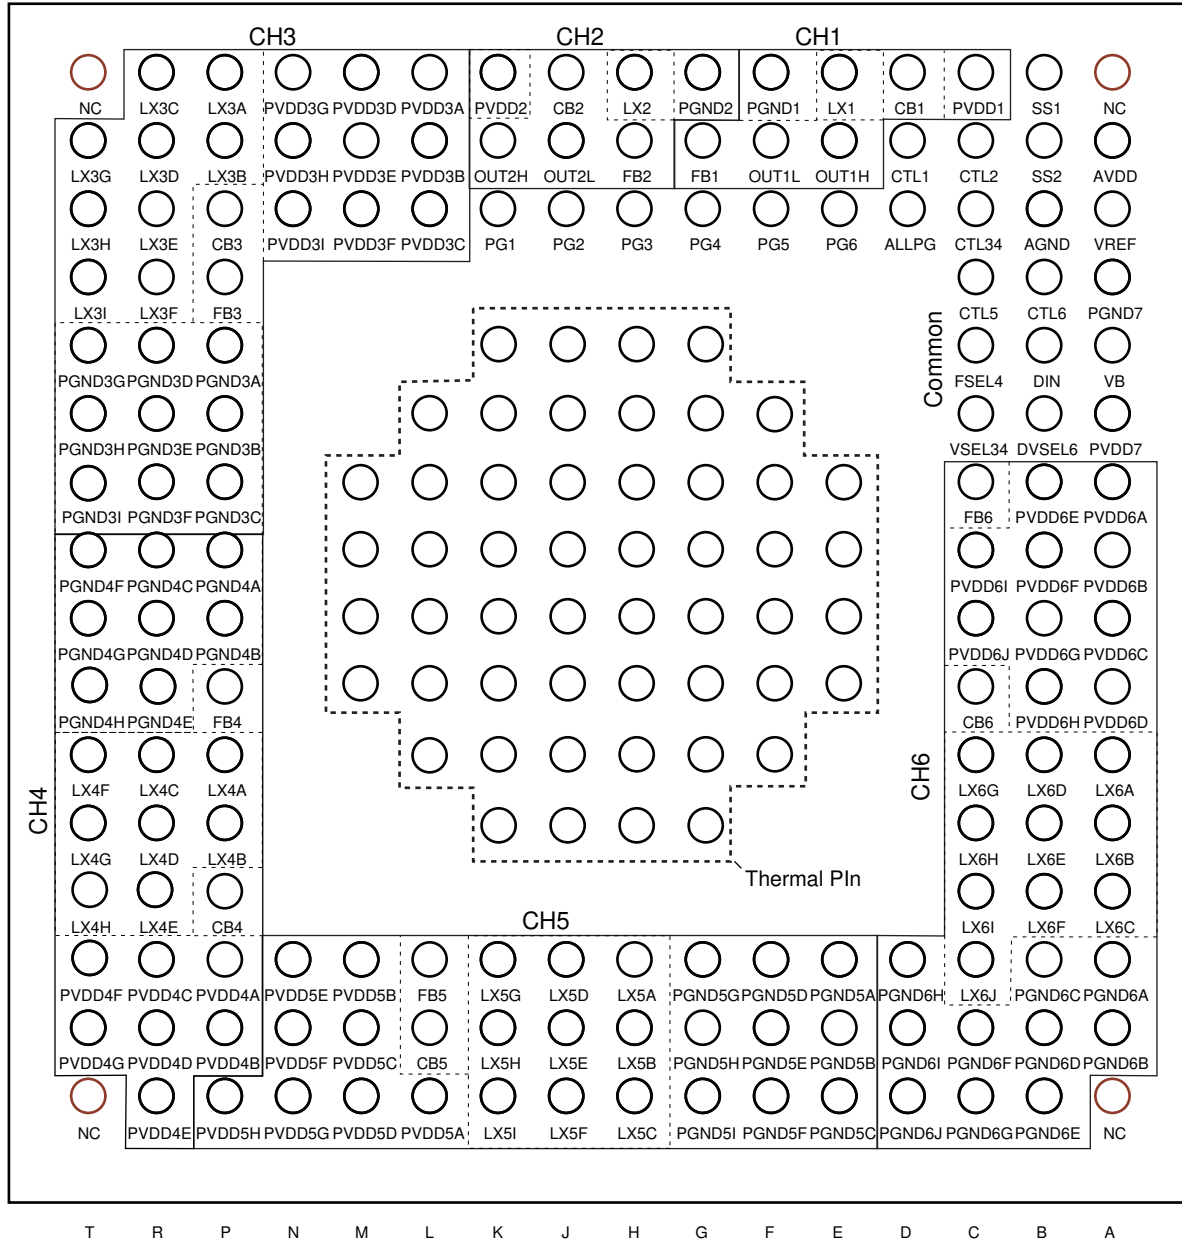 CH3 CH2 CH1
NC LX3C LX3A PVDD3G PVDD3D PVDD3A PVDD2 CB2 LX2 PGND2 PGND1 LX1 CB1 PVDD1 SS1 NC
LX3G LX3D LX3B PVDD3H PVDD3E PVDD3B OUT2H OUT2L FB2 FB1 OUT1L OUT1H CTL1 CTL2 SS2 AVDD
LX3H LX3E CB3 PVDD3I PVDD3F PVDD3C PG1 PG2 PG3 PG4 PG5 PG6 ALLPG CTL34 AGND VREF
LX3I LX3F FB3 CTL5 CTL6 PGND7
Common
PGND3G PGND3D PGND3A FSEL4 DIN VB
PGND3H PGND3E PGND3B VSEL34 DVSEL6 PVDD7
PGND3I PGND3F PGND3C FB6 PVDD6E PVDD6A
PGND4F PGND4C PGND4A PVDD6I PVDD6F PVDD6B
PGND4G PGND4D PGND4B PVDD6J PVDD6G PVDD6C
PGND4H PGND4E FB4 CB6 PVDD6H PVDD6D
CH4
CH6
LX4F LX4C LX4A LX6G LX6D LX6A
LX4G LX4D LX4B LX6H LX6E LX6B
Thermal PIn
LX4H LX4E CB4 LX6I LX6F LX6C
CH5
PVDD4F PVDD4C PVDD4A PVDD5E PVDD5B FB5 LX5G LX5D LX5A PGND5G PGND5D PGND5A PGND6H LX6J PGND6C PGND6A
PVDD4G PVDD4D PVDD4B PVDD5F PVDD5C CB5 LX5H LX5E LX5B PGND5H PGND5E PGND5B PGND6I PGND6F PGND6D PGND6B
NC PVDD4E PVDD5H PVDD5G PVDD5D PVDD5A LX5I LX5F LX5C PGND5I PGND5F PGND5C PGND6J PGND6G PGND6E NC
T R P N M L K J H G F E D C B A